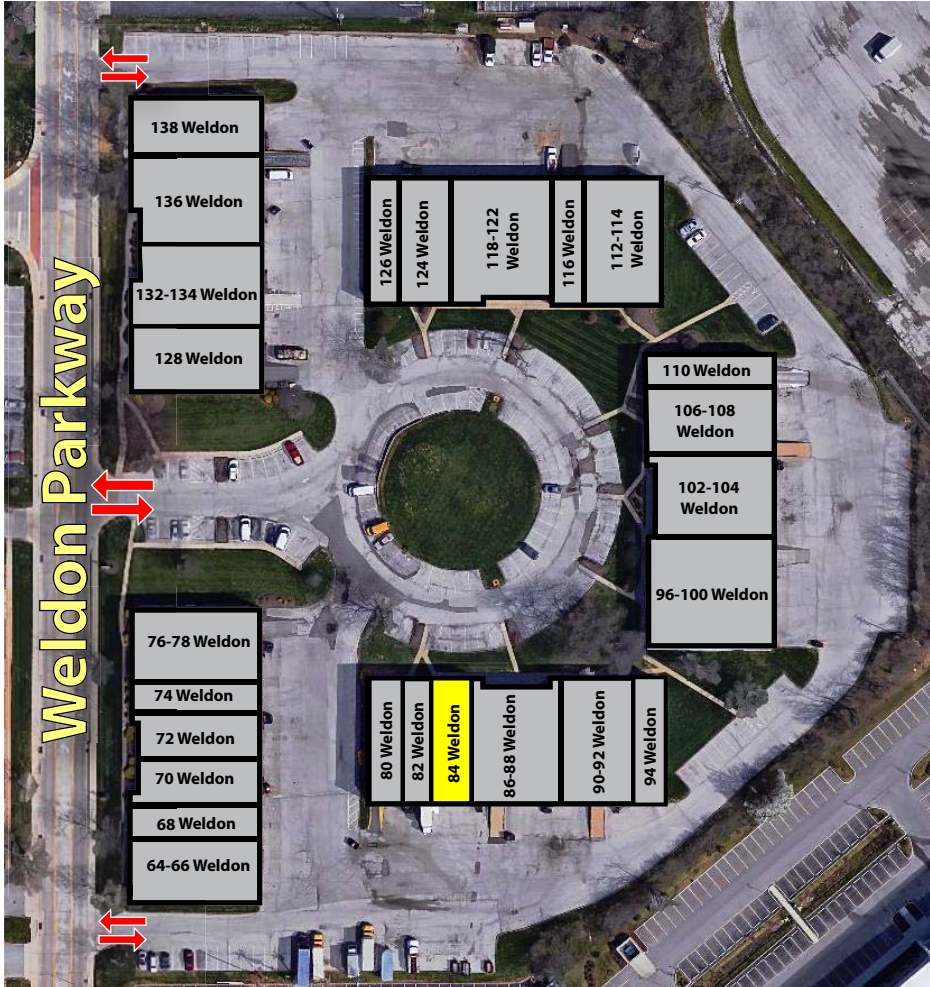 Weldon Parkway
138 Weldon
136 Weldon
132-134 Weldon
128 Weldon
126 Weldon
124 Weldon
118-122
Weldon
116 Weldon
112-114
Weldon
110 Weldon
106-108
Weldon
102-104
Weldon
96-100 Weldon
76-78 Weldon
74 Weldon
72 Weldon
70 Weldon
68 Weldon
64-66 Weldon
80 Weldon
82 Weldon
84 Weldon
86-88 Weldon
90-92 Weldon
94 Weldon